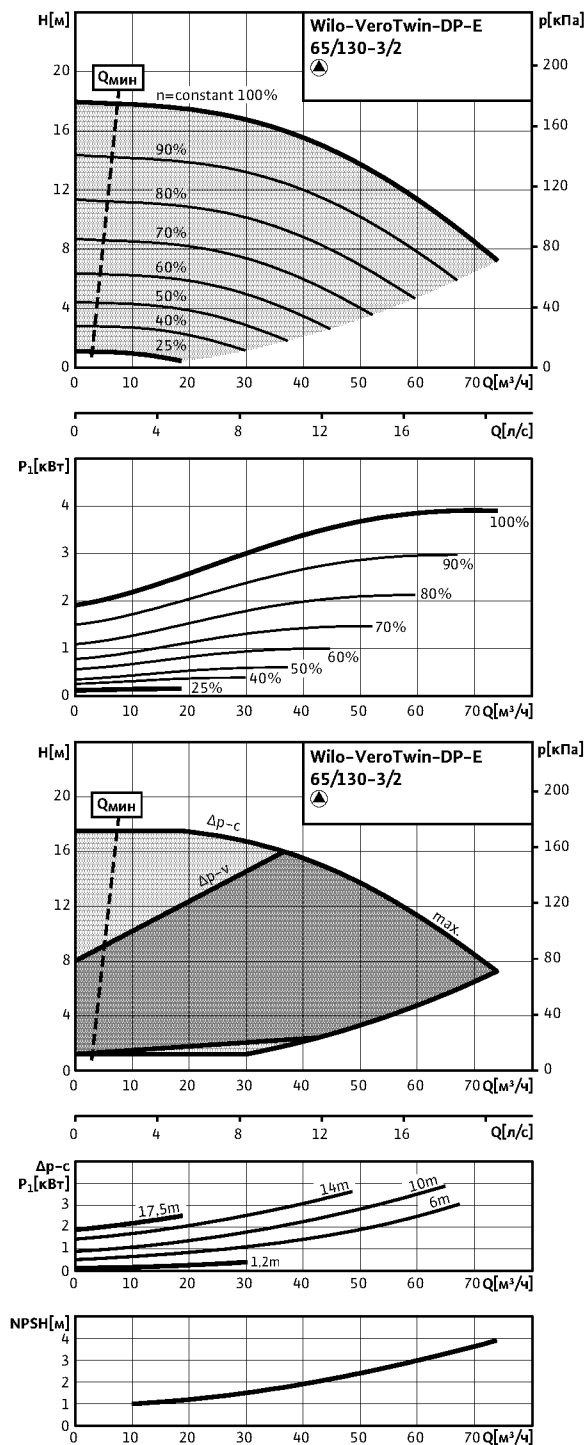 H[м]
Wilo-VeroTwin-DP-E
65/130-3/2
p[кПа]
Qмин
n=constant 100%
90%
80%
70%
60%
50%
40%
25%
20
16
12
8
4
0
200
160
120
80
40
0
0 10 20 30 40 50 60 70 Q[м³/ч]
0 4 8 12 16 Q[л/с]
P₁[кВт]
4
3
2
1
0
100%
90%
80%
70%
60%
50%
40%
25%
0 10 20 30 40 50 60 70 Q[м³/ч]
H[м]
Wilo-VeroTwin-DP-E
65/130-3/2
p[кПа]
Qмин
Δp-c
Δp-v
max
20
16
12
8
4
0
200
160
120
80
40
0
0 10 20 30 40 50 60 70 Q[м³/ч]
0 4 8 12 16 Q[л/с]
Δp-c
P₁[кВт]
3
2
1
0
17,5m
14m
10m
6m
1,2m
0 10 20 30 40 50 60 70 Q[м³/ч]
NPSH[м]
4
3
2
1
0
0 10 20 30 40 50 60 70 Q[м³/ч]